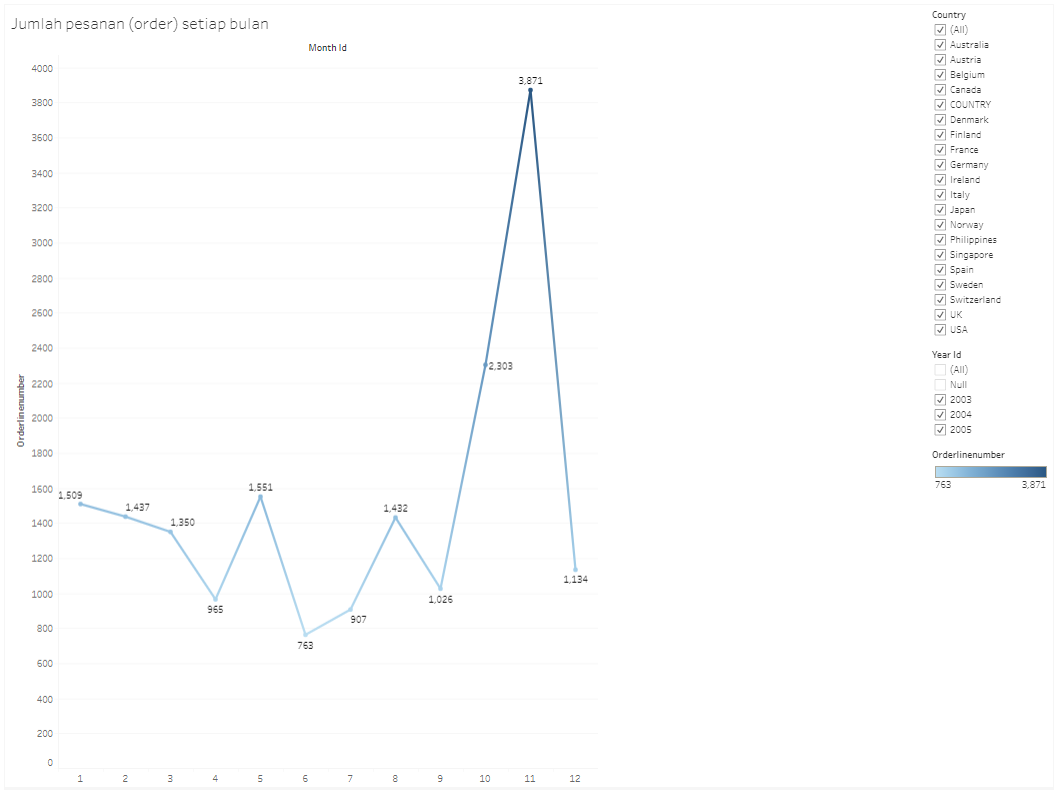 Jumlah pesanan (order) setiap bulan
Month Id
Orderlinenumber
4000
3800
3600
3400
3200
3000
2800
2600
2400
2200
2000
1800
1600
1400
1200
1000
800
600
400
200
0
1,509
1,437
1,350
965
1,551
763
907
1,432
1,026
2,303
3,871
1,134
1 2 3 4 5 6 7 8 9 10 11 12
Country
(All)
Australia
Austria
Belgium
Canada
COUNTRY
Denmark
Finland
France
Germany
Ireland
Italy
Japan
Norway
Philippines
Singapore
Spain
Sweden
Switzerland
UK
USA
Year Id
(All)
Null
2003
2004
2005
Orderlinenumber
763 3,871